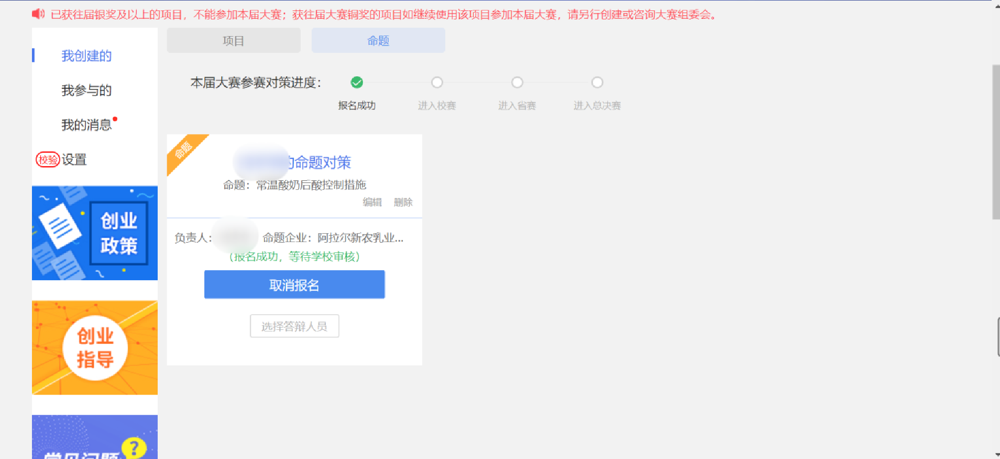 已获往届银奖及以上的项目，不能参加本届大赛；获往届大赛铜奖的项目如继续使用该项目参加本届大赛，请另行创建或咨询大赛组委会。
我创建的
我参与的
我的消息
校验 设置
创业
政策
创业
指导
常见问题
?
项目 命题
本届大赛参赛对策进度：
报名成功 进入校赛 进入省赛 进入总决赛
命题
的命题对策
命题：常温酸奶后酸控制措施
编辑 删除
负责人： 命题企业：阿拉尔新农乳业...
（报名成功，等待学校审核）
取消报名
选择答辩人员